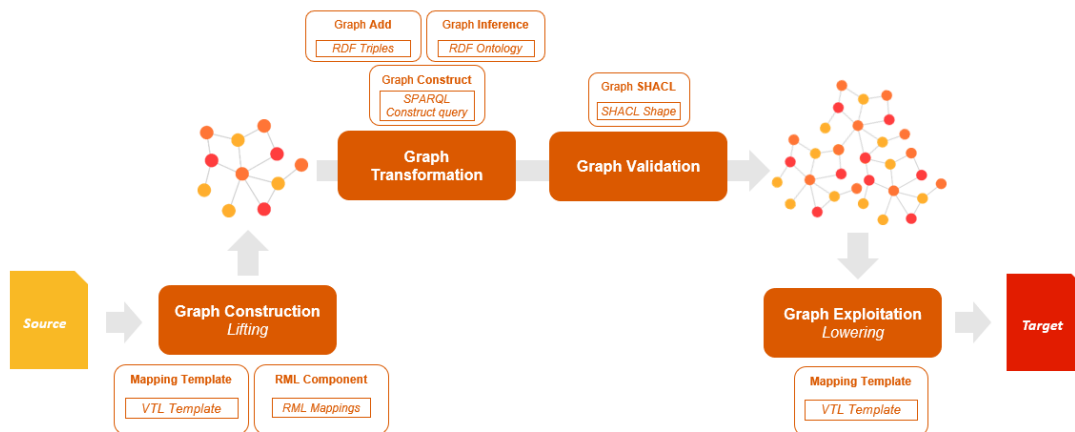 Graph Add
RDF Triples
Graph Inference
RDF Ontology
Graph Construct
SPARQL
Construct query
Graph SHACL
SHACL Shape
Graph
Transformation
Graph Validation
Source
Graph Construction
Lifting
Graph Exploitation
Lowering
Target
Mapping Template
VTL Template
RML Component
RML Mappings
Mapping Template
VTL Template